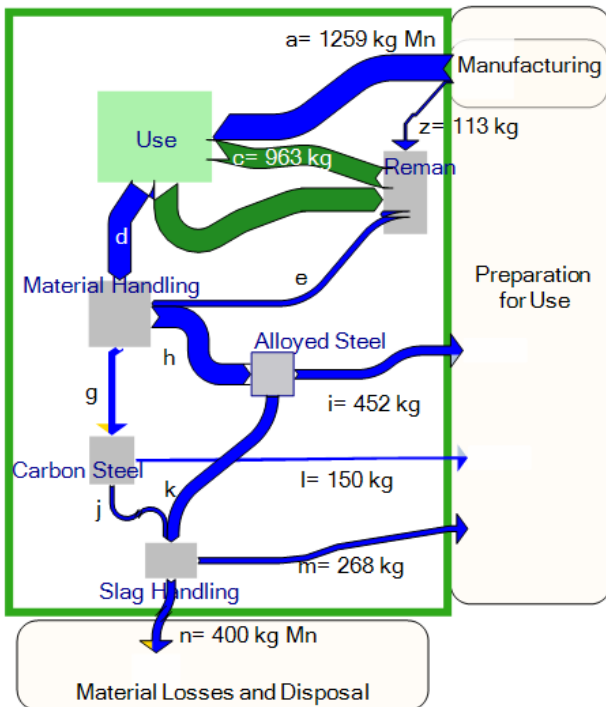 a= 1259 kg Mn
Manufacturing
z= 113 kg
Use
c= 963 kg
Reman
d
Material Handling
e
Preparation
for Use
Alloyed Steel
h
g
i= 452 kg
Carbon Steel
l= 150 kg
k
j
m= 268 kg
Slag Handling
n= 400 kg Mn
Material Losses and Disposal